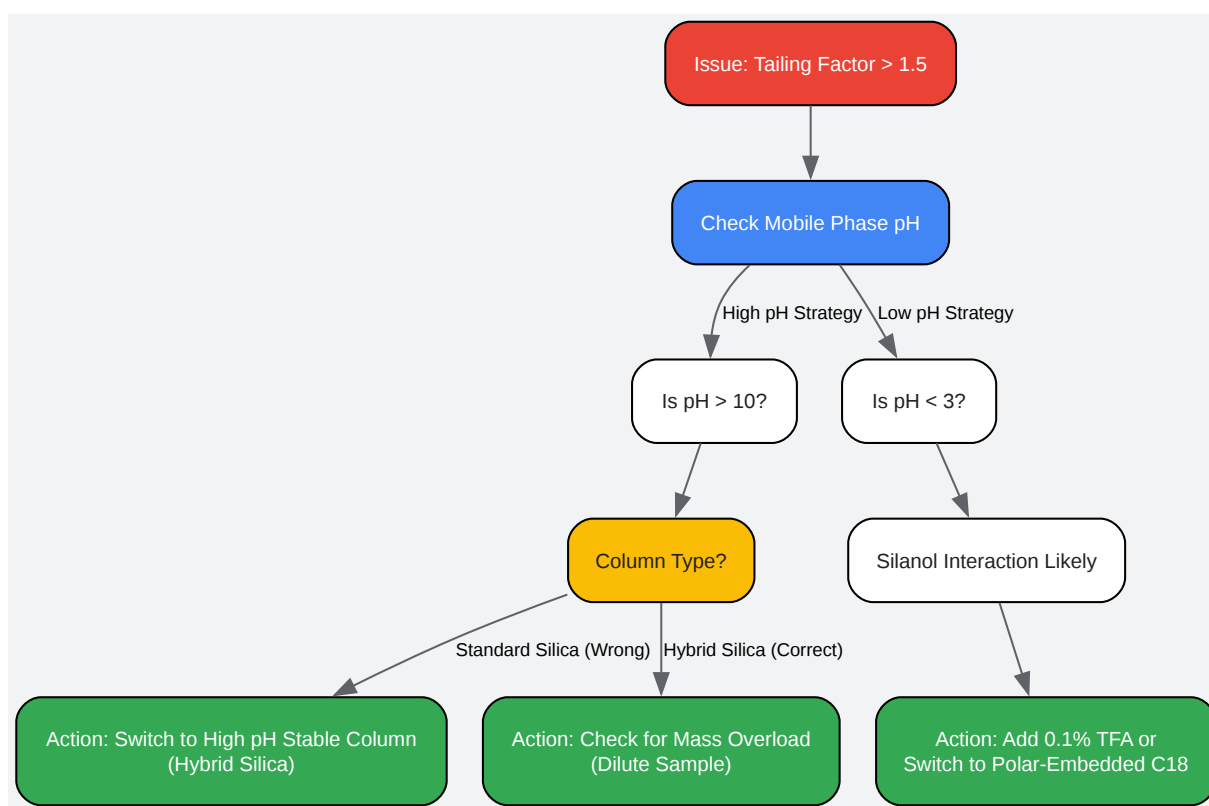 Issue: Tailing Factor > 1.5
Check Mobile Phase pH
High pH Strategy
Low pH Strategy
Is pH > 10?
Is pH < 3?
Column Type?
Silanol Interaction Likely
Standard Silica (Wrong)
Hybrid Silica (Correct)
Action: Switch to High pH Stable Column
(Hybrid Silica)
Action: Check for Mass Overload
(Dilute Sample)
Action: Add 0.1% TFA or
Switch to Polar-Embedded C18